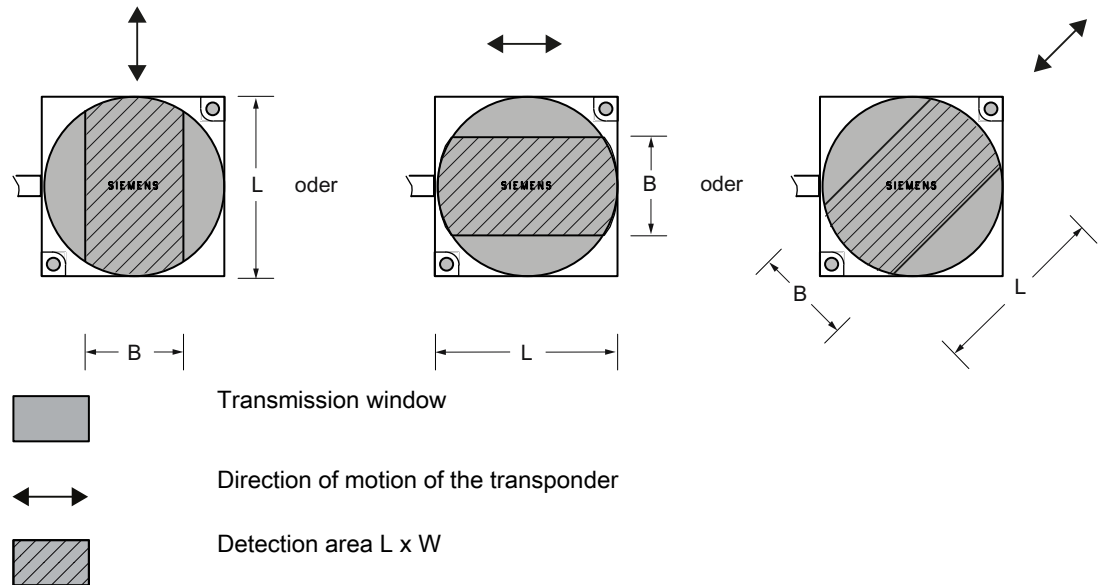 SIEMENS
L
oder
B
SIEMENS
B
L
oder
SIEMENS
B
L
Transmission window
Direction of motion of the transponder
Detection area L x W